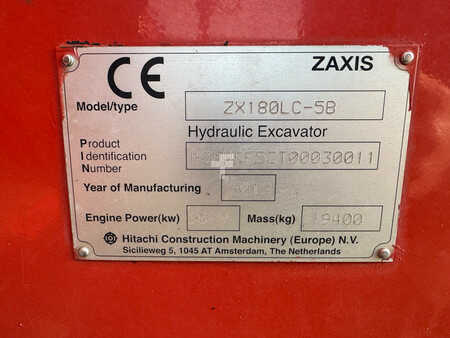 CE ZAXIS
Model/type ZX180LC-5B
Hydraulic Excavator
Product
Identification
Number
Year of Manufacturing
Engine Power(kw) Mass(kg) 19400
Hitachi Construction Machinery (Europe) N.V.
Sicilieweg 5, 1045 AT Amsterdam, The Netherlands